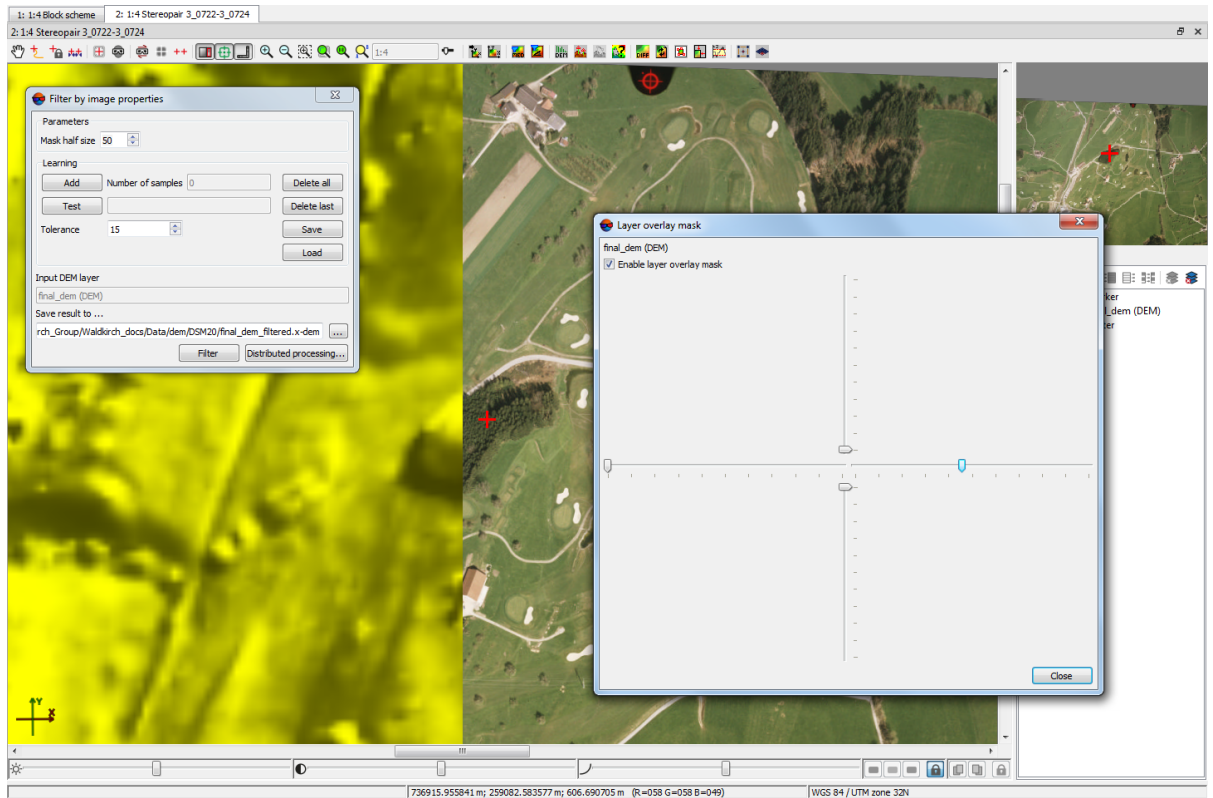 1: 1:4 Block scheme
2: 1:4 Stereopair 3_0722-3_0724
2: 1:4 Stereopair 3_0722-3_0724
1:4
Filter by image properties
Parameters
Mask half size 50
Learning
Add Number of samples 0 Delete all
Test Delete last
Tolerance 15 Save
Load
Input DEM layer
final_dem (DEM)
Save result to ...
rch_Group/Waldkirch_docs/Data/dem/DSM20/final_dem_filtered.x-dem ...
Filter Distributed processing...
Layer overlay mask
final_dem (DEM)
Enable layer overlay mask
Close
rker
l_dem (DEM)
er
Y
X
736915.955841 m; 259082.583577 m; 606.690705 m (R=058 G=058 B=049)
WGS 84 / UTM zone 32N